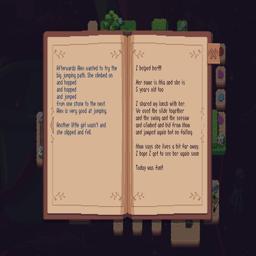 Afterwards Alex wanted to try the
big jumping path. She climbed on
and hopped
and hopped
and jumped
from one stone to the next.
Alex is very good at jumping.
Another little girl wasn't and
she slipped and fell.
I helped her!!!
Her name is Mia and she is
5 years old too
I shared my lunch with her.
We used the slide together
and the swing and the seesaw
and climbed and hid from Mom
and jumped again but no falling
Mom says she lives a bit far away.
I hope I get to see her again soon
Today was fun!